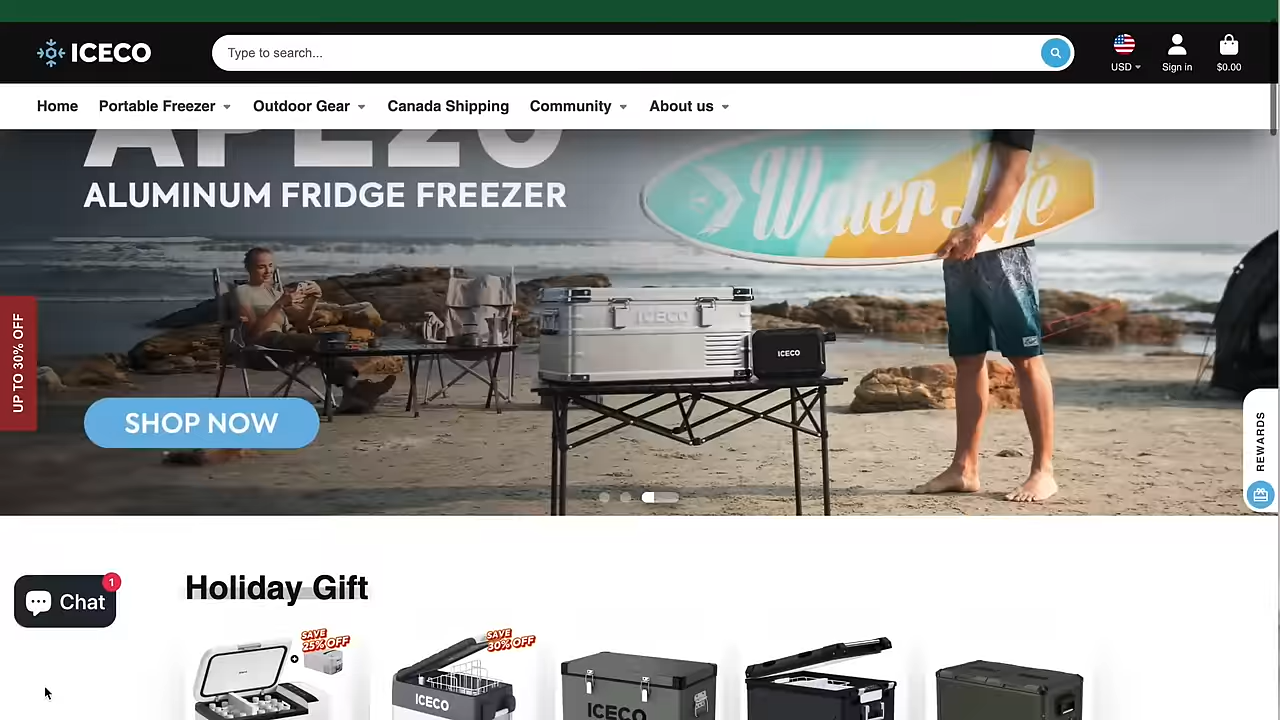 ICECO
Type to search...
USD
Sign in
$0.00
Home
Portable Freezer
Outdoor Gear
Canada Shipping
Community
About us
APL20
ALUMINUM FRIDGE FREEZER
Water Life
ICECO
ICECO
UP TO 30% OFF
SHOP NOW
REWARDS
Holiday Gift
Chat
1
SAVE
25% OFF
SAVE
30% OFF
ICECO
ICECO